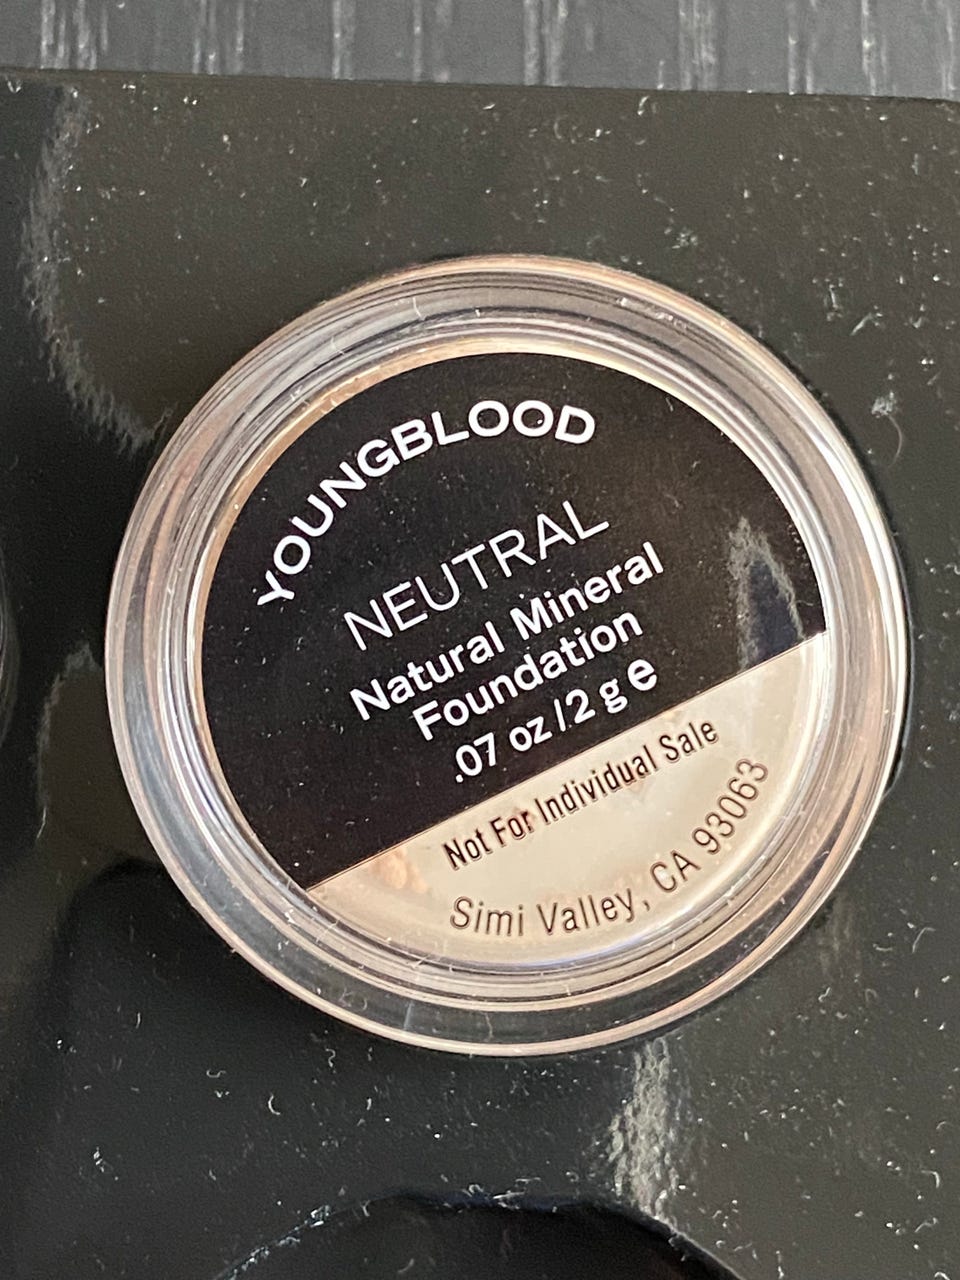 YOUNGBLOOD
NEUTRAL
Natural Mineral
Foundation
.07 oz / 2 g e
Not For Individual Sale
Simi Valley, CA 93063